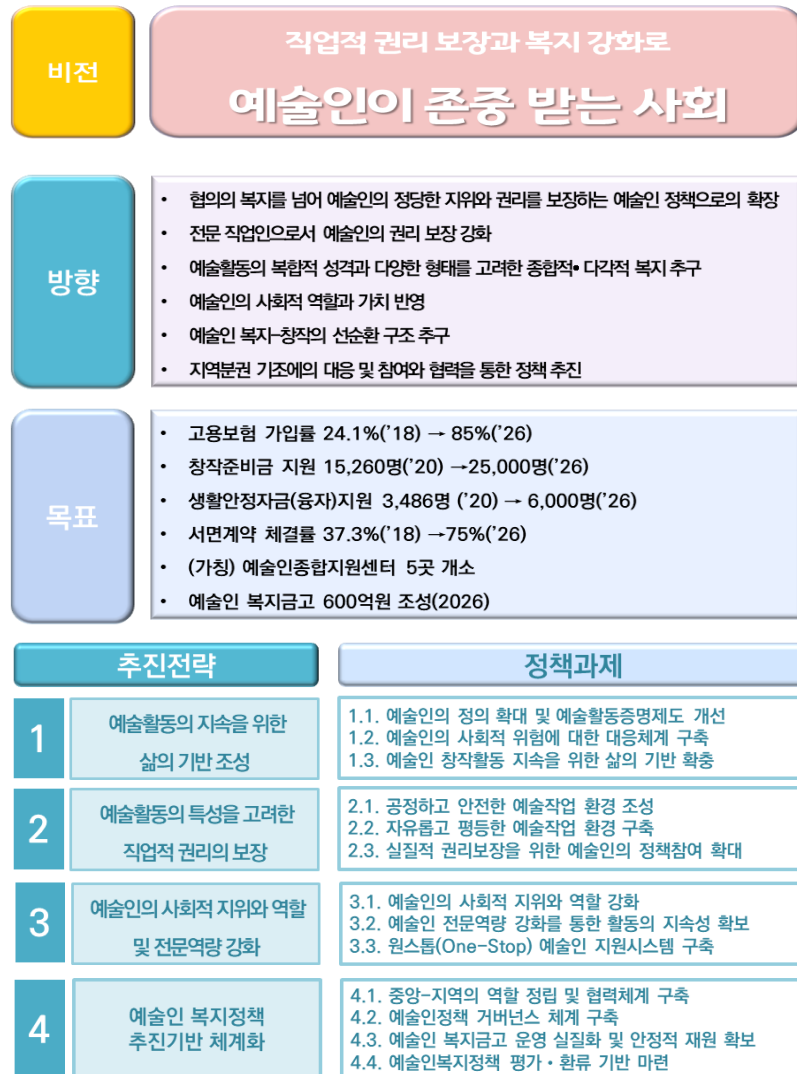 비전
직업적 권리 보장과 복지 강화로
예술인이 존중 받는 사회
방향
• 협의의 복지를 넘어 예술인의 정당한 지위와 권리를 보장하는 예술인 정책으로의 확장
• 전문 직업인으로서 예술인의 권리 보장 강화
• 예술활동의 복합적 성격과 다양한 형태를 고려한 종합적• 다각적 복지 추구
• 예술인의 사회적 역할과 가치 반영
• 예술인 복지-창작의 선순환 구조 추구
• 지역분권 기조에의 대응 및 참여와 협력을 통한 정책 추진
목표
• 고용보험 가입률 24.1%(’18) → 85%(’26)
• 창작준비금 지원 15,260명(’20) →25,000명(’26)
• 생활안정자금(융자)지원 3,486명 (’20) → 6,000명(’26)
• 서면계약 체결률 37.3%(’18) →75%(’26)
• (가칭) 예술인종합지원센터 5곳 개소
• 예술인 복지금고 600억원 조성(2026)
추진전략
정책과제
1
예술활동의 지속을 위한
삶의 기반 조성
1.1. 예술인의 정의 확대 및 예술활동증명제도 개선
1.2. 예술인의 사회적 위험에 대한 대응체계 구축
1.3. 예술인 창작활동 지속을 위한 삶의 기반 확충
2
예술활동의 특성을 고려한
직업적 권리의 보장
2.1. 공정하고 안전한 예술작업 환경 조성
2.2. 자유롭고 평등한 예술작업 환경 구축
2.3. 실질적 권리보장을 위한 예술인의 정책참여 확대
3
예술인의 사회적 지위와 역할
및 전문역량 강화
3.1. 예술인의 사회적 지위와 역할 강화
3.2. 예술인 전문역량 강화를 통한 활동의 지속성 확보
3.3. 원스톱(One-Stop) 예술인 지원시스템 구축
4
예술인 복지정책
추진기반 체계화
4.1. 중앙-지역의 역할 정립 및 협력체계 구축
4.2. 예술인정책 거버넌스 체계 구축
4.3. 예술인 복지금고 운영 실질화 및 안정적 재원 확보
4.4. 예술인복지정책 평가・환류 기반 마련